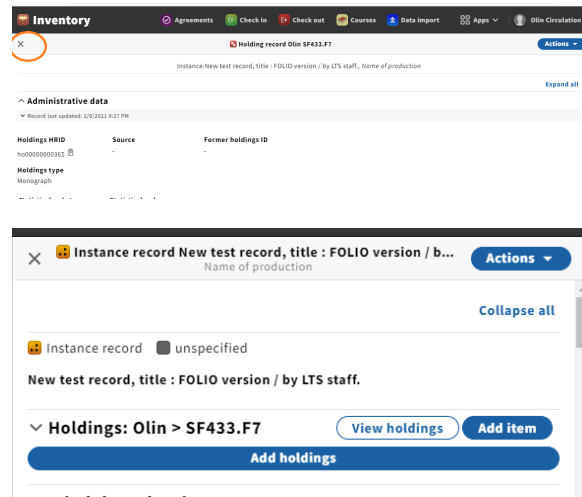 Inventory Agreements Check in Check out Courses Data import Apps Olin Circulation
Holding record Olin SF433.F7 Actions
Instance:New test record, title : FOLIO version / by LTS staff., Name of production
Expand all
Administrative data
Record last updated: 2/8/2021 9:27 PM
Holdings HRID Source Former holdings ID
ho00000000365 - -
Holdings type
Monograph
Instance record New test record, title : FOLIO version / b... Actions
Name of production
Collapse all
Instance record unspecified
New test record, title : FOLIO version / by LTS staff.
Holdings: Olin > SF433.F7 View holdings Add item
Add holdings